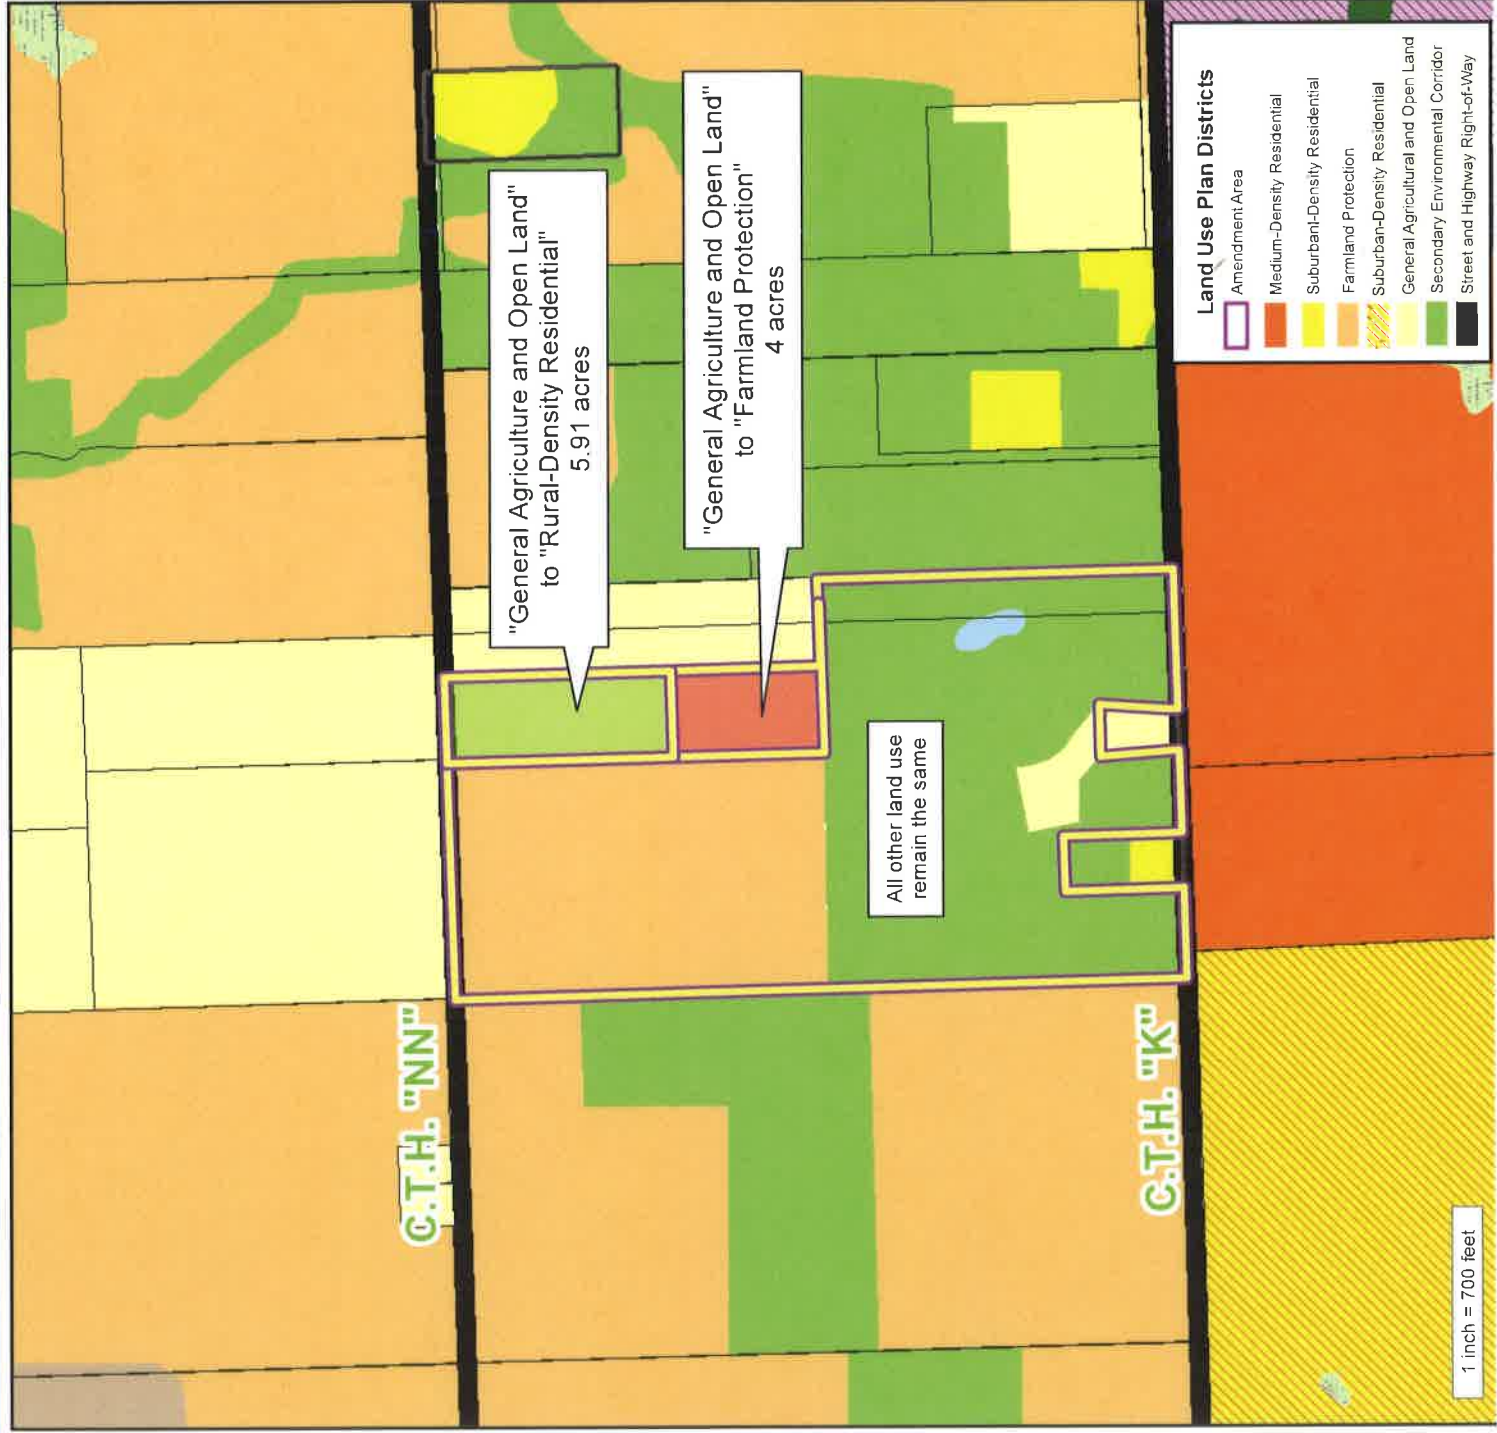 "General Agriculture and Open Land"
to "Rural-Density Residential"
5.91 acres
"General Agriculture and Open Land"
to "Farmland Protection"
4 acres
All other land use
remain the same
C.T.H. "NN"
C.T.H. "K"
1 inch = 700 feet
Land Use Plan Districts
Amendment Area
Medium-Density Residential
Suburbanl-Density Residential
Farmland Protection
Suburban-Density Residential
General Agricultural and Open Land
Secondary Environmental Corridor
Street and Highway Right-of-Way